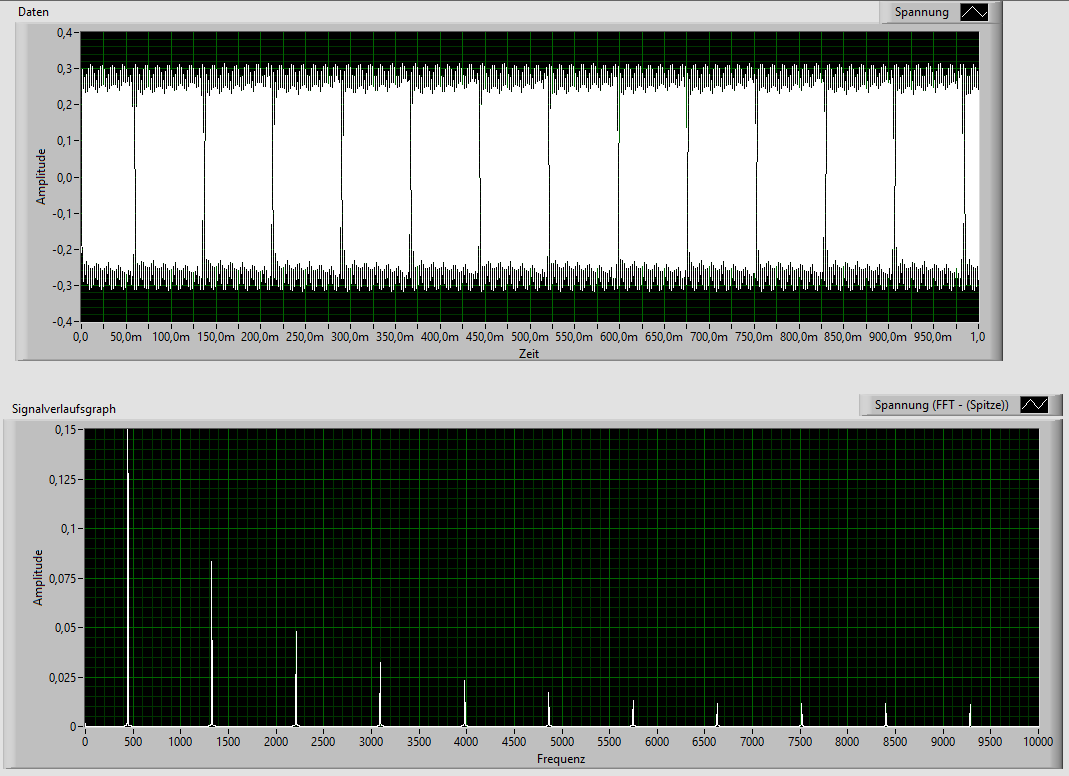 Daten
Spannung
0,4
0,3
0,2
0,1
0,0
-0,1
-0,2
-0,3
-0,4
Amplitude
0,0 50,0m 100,0m 150,0m 200,0m 250,0m 300,0m 350,0m 400,0m 450,0m 500,0m 550,0m 600,0m 650,0m 700,0m 750,0m 800,0m 850,0m 900,0m 950,0m 1,0
Zeit
Signalverlaufsgraph
Spannung (FFT - (Spitze))
0,15
0,125
0,1
0,075
0,05
0,025
0
Amplitude
0 500 1000 1500 2000 2500 3000 3500 4000 4500 5000 5500 6000 6500 7000 7500 8000 8500 9000 9500 10000
Frequenz